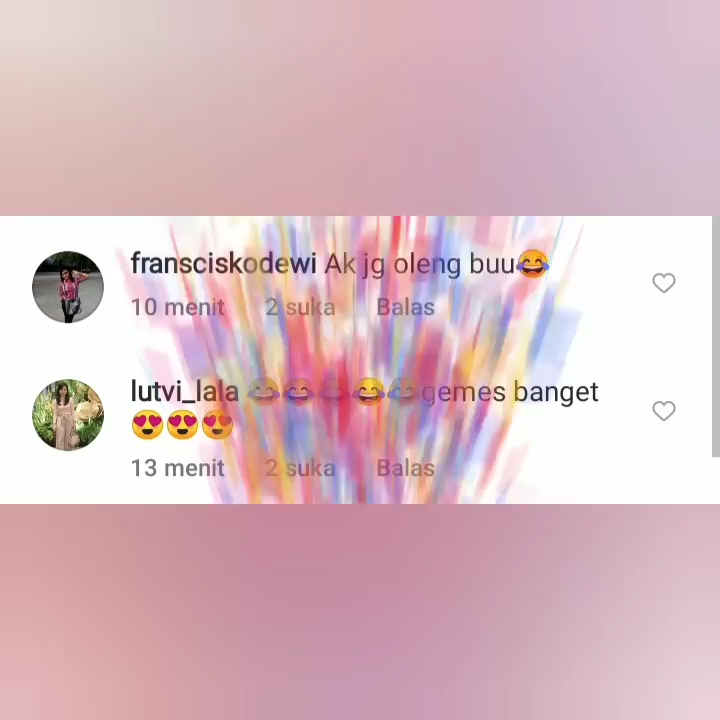 fransciskodewi Ak jg oleng buu😂
10 menit 2 suka Balas
lutvi_lala 😂😂😂😂😂gemes banget
😍😍😍
13 menit 2 suka Balas